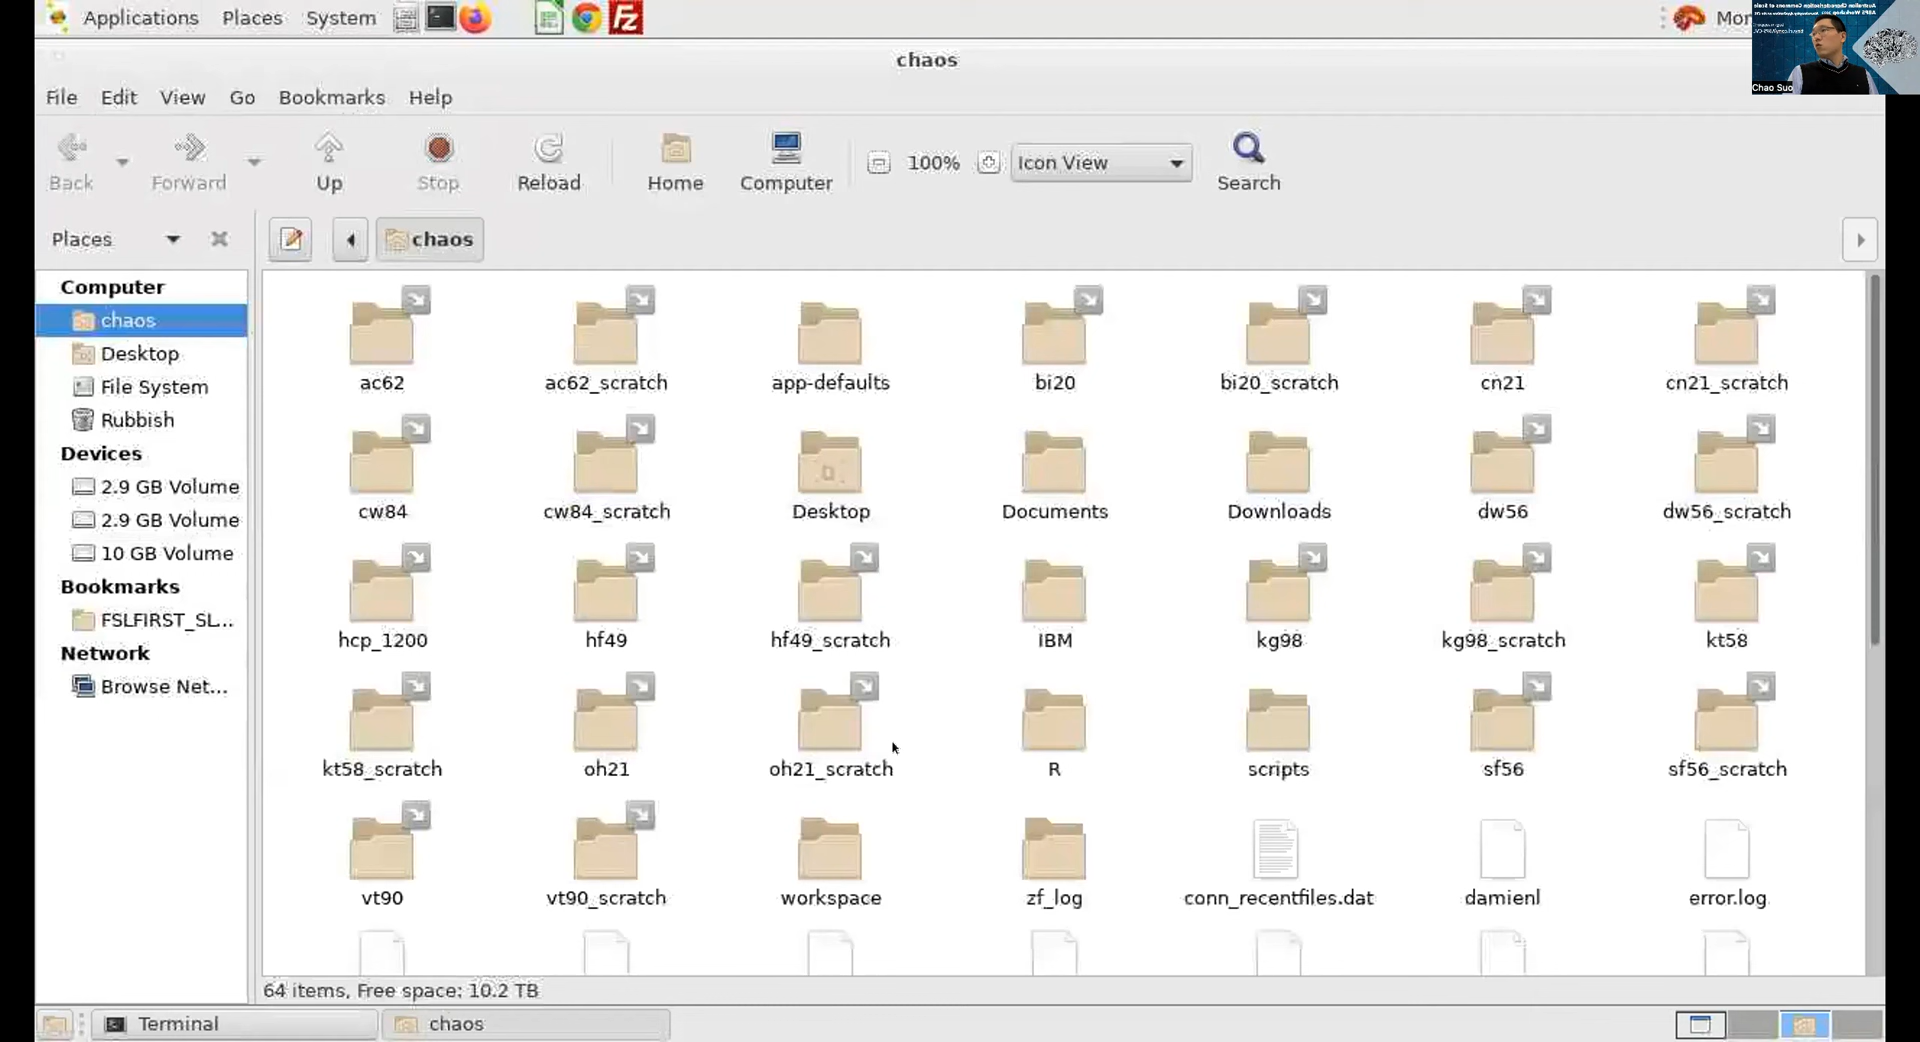 Applications Places System Mor
chaos
File Edit View Go Bookmarks Help
100% Icon View
Back Forward Up Stop Reload Home Computer Search
Places chaos
Computer
chaos
Desktop
File System
Rubbish
Devices
2.9 GB Volume
2.9 GB Volume
10 GB Volume
Bookmarks
FSLFIRST_SL...
Network
Browse Net...
ac62 ac62_scratch app-defaults bi20 bi20_scratch cn21 cn21_scratch
cw84 cw84_scratch Desktop Documents Downloads dw56 dw56_scratch
hcp_1200 hf49 hf49_scratch IBM kg98 kg98_scratch kt58
kt58_scratch oh21 oh21_scratch R scripts sf56 sf56_scratch
vt90 vt90_scratch workspace zf_log conn_recentfiles.dat damienl error.log
64 items, Free space: 10.2 TB
Terminal chaos
Chao Suo